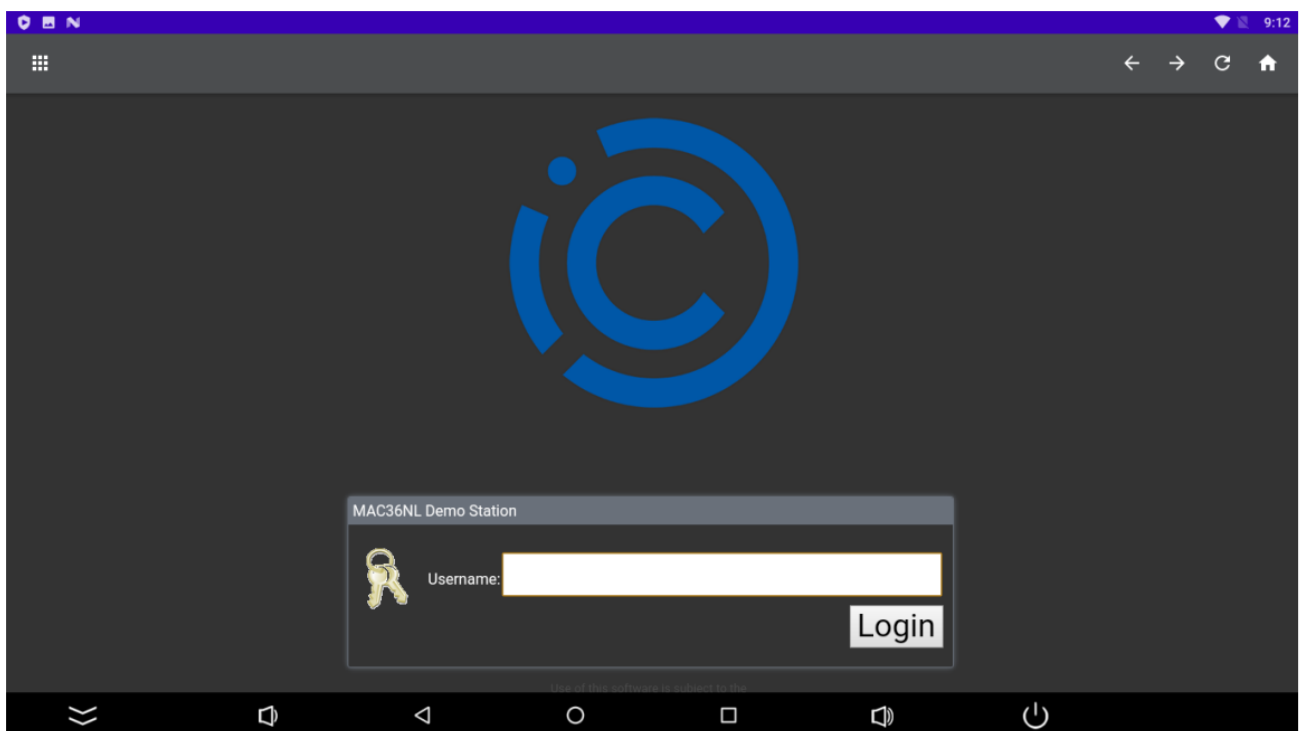 9:12
MAC36NL Demo Station
Username:
Login
Use of this software is subject to the